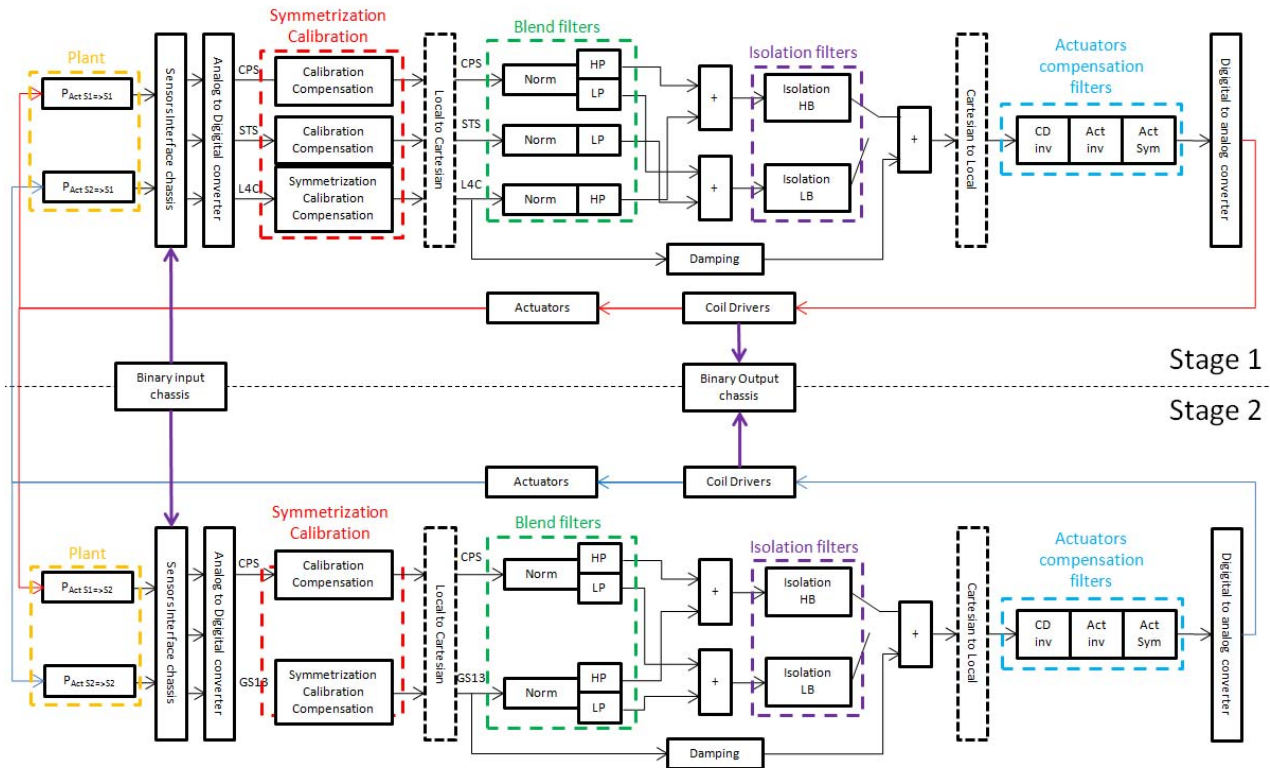 Symmetrization
Calibration
Plant
P Act S1=>S1
P Act S2=>S1
Sensors Interface chassis
Analog to Digigital converter
CPS
STS
L4C
Calibration
Compensation
Calibration
Compensation
Symmetrization
Calibration
Compensation
Local to Cartesian
CPS
STS
L4C
Blend filters
Norm
HP
LP
Norm
LP
Norm
HP
+
+
Isolation filters
Isolation
HB
Isolation
LB
Damping
+
Cartesian to Local
Actuators
compensation
filters
CD
inv
Act
inv
Act
Sym
Digigital to analog converter
Actuators
Coil Drivers
Binary input
chassis
Binary Output
chassis
Stage 1
Stage 2
Actuators
Coil Drivers
Symmetrization
Calibration
Plant
P Act S1=>S2
P Act S2=>S2
Sensors Interface chassis
Analog to Digigital converter
CPS
GS13
Calibration
Compensation
Symmetrization
Calibration
Compensation
Local to Cartesian
CPS
GS13
Blend filters
Norm
HP
LP
Norm
HP
LP
+
+
Isolation filters
Isolation
HB
Isolation
LB
Damping
+
Cartesian to Local
Actuators
compensation
filters
CD
inv
Act
inv
Act
Sym
Digigital to analog converter